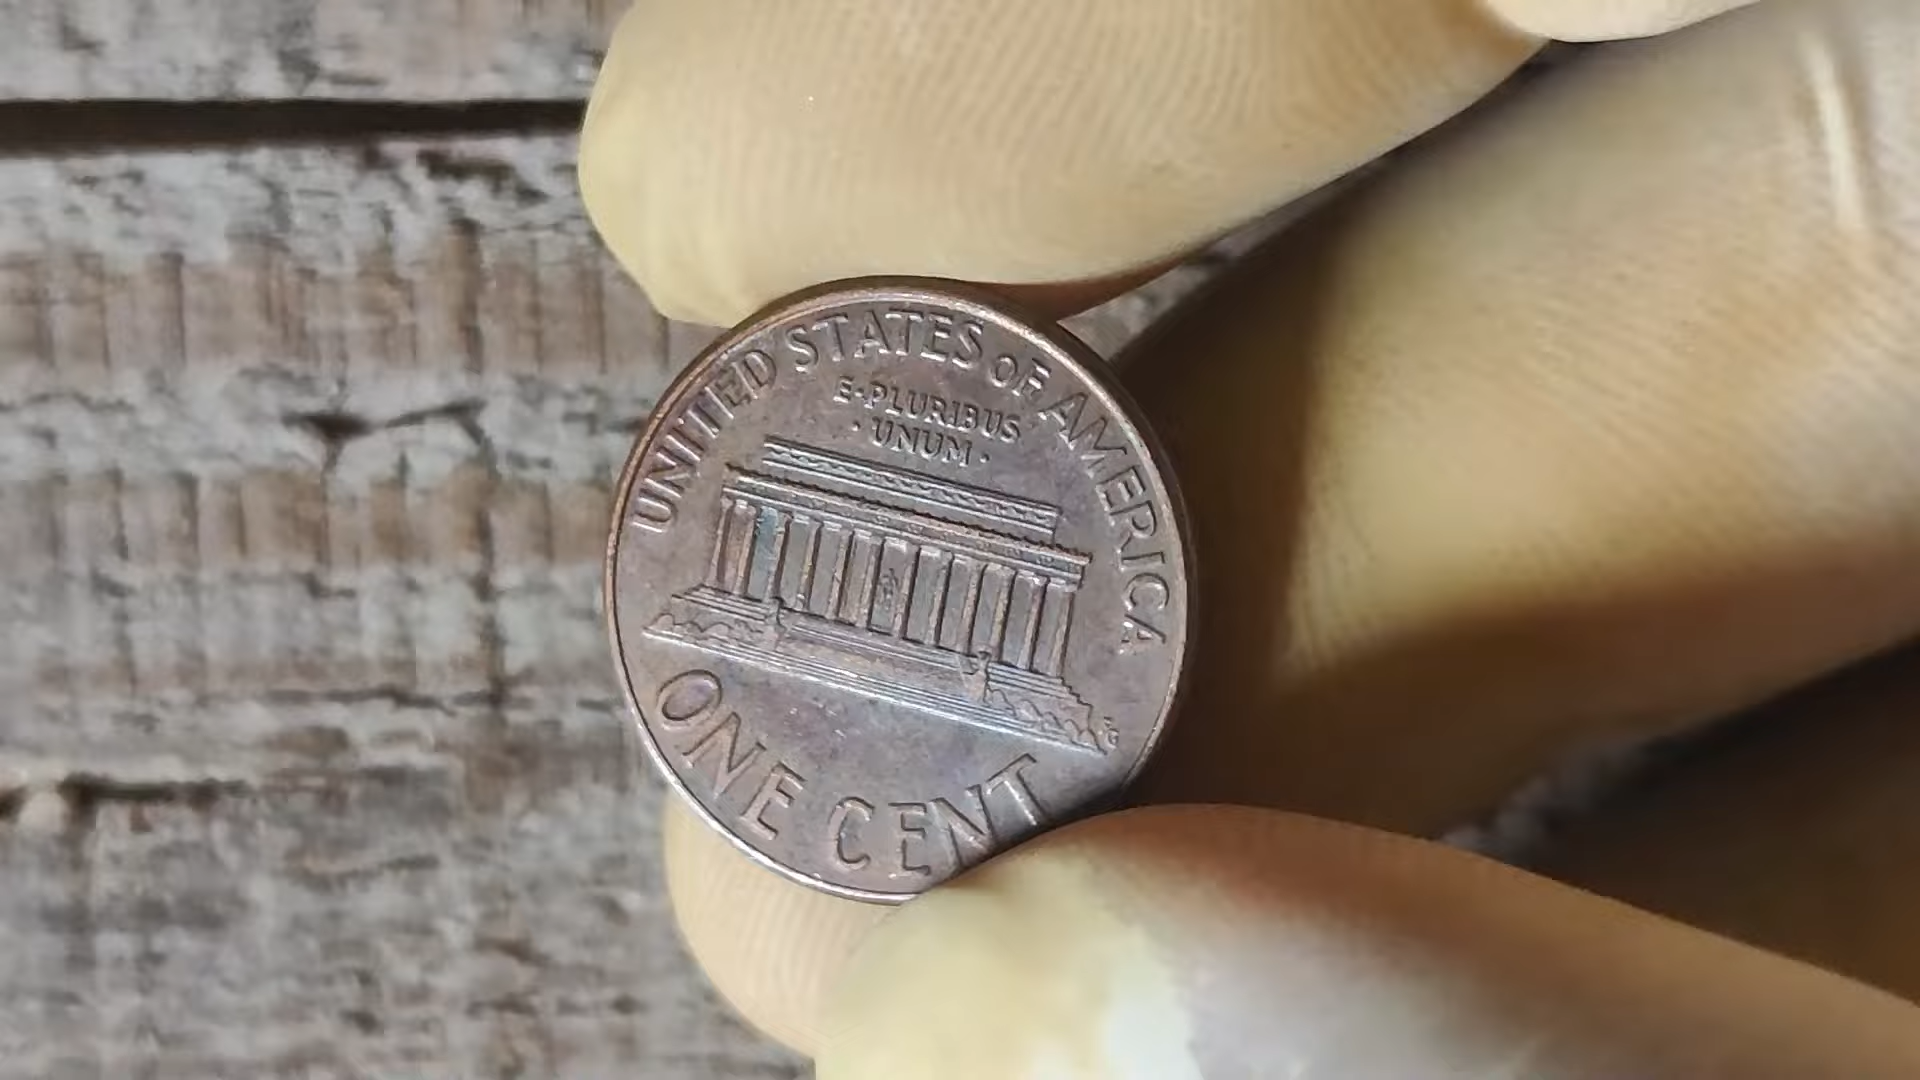 UNITED STATES OF AMERICA
E·PLURIBUS
·UNUM·
ONE CENT